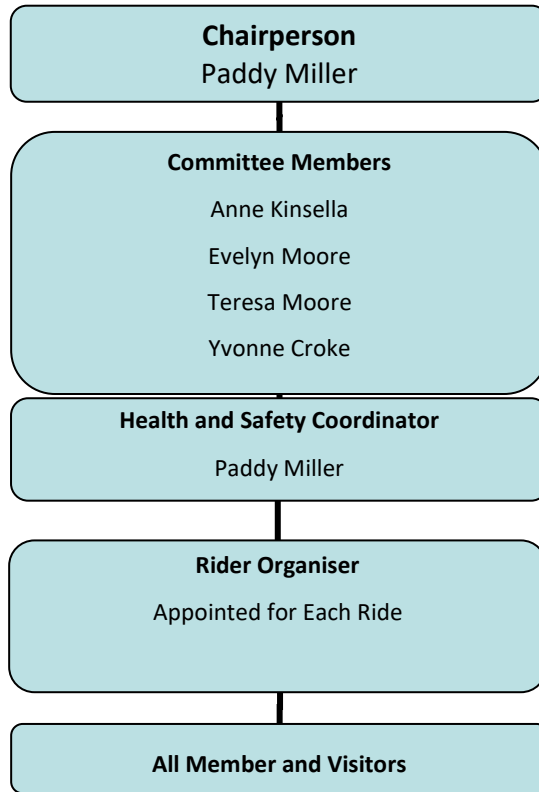 Chairperson
Paddy Miller
Committee Members
Anne Kinsella
Evelyn Moore
Teresa Moore
Yvonne Croke
Health and Safety Coordinator
Paddy Miller
Rider Organiser
Appointed for Each Ride
All Member and Visitors